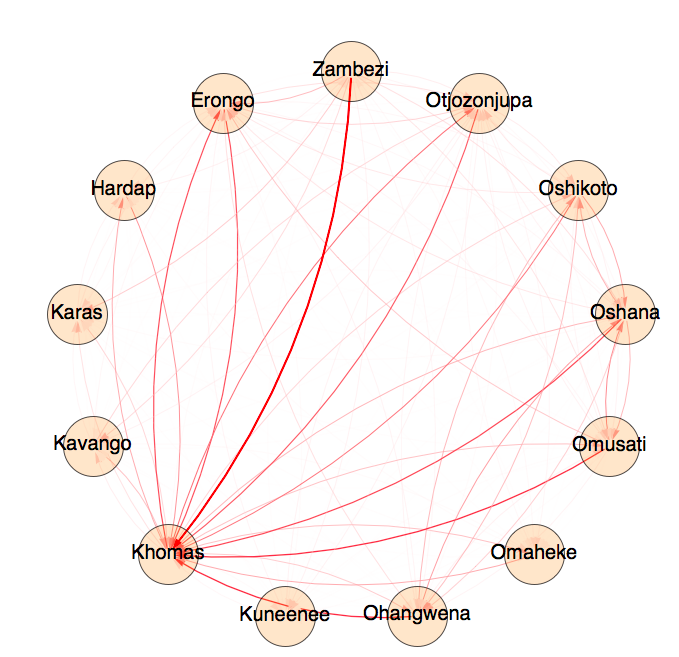 Zambezi
Erongo
Otjozonjupa
Hardap
Oshikoto
Karas
Oshana
Kavango
Omusati
Khomas
Omaheke
Kuneenee
Ohangwena